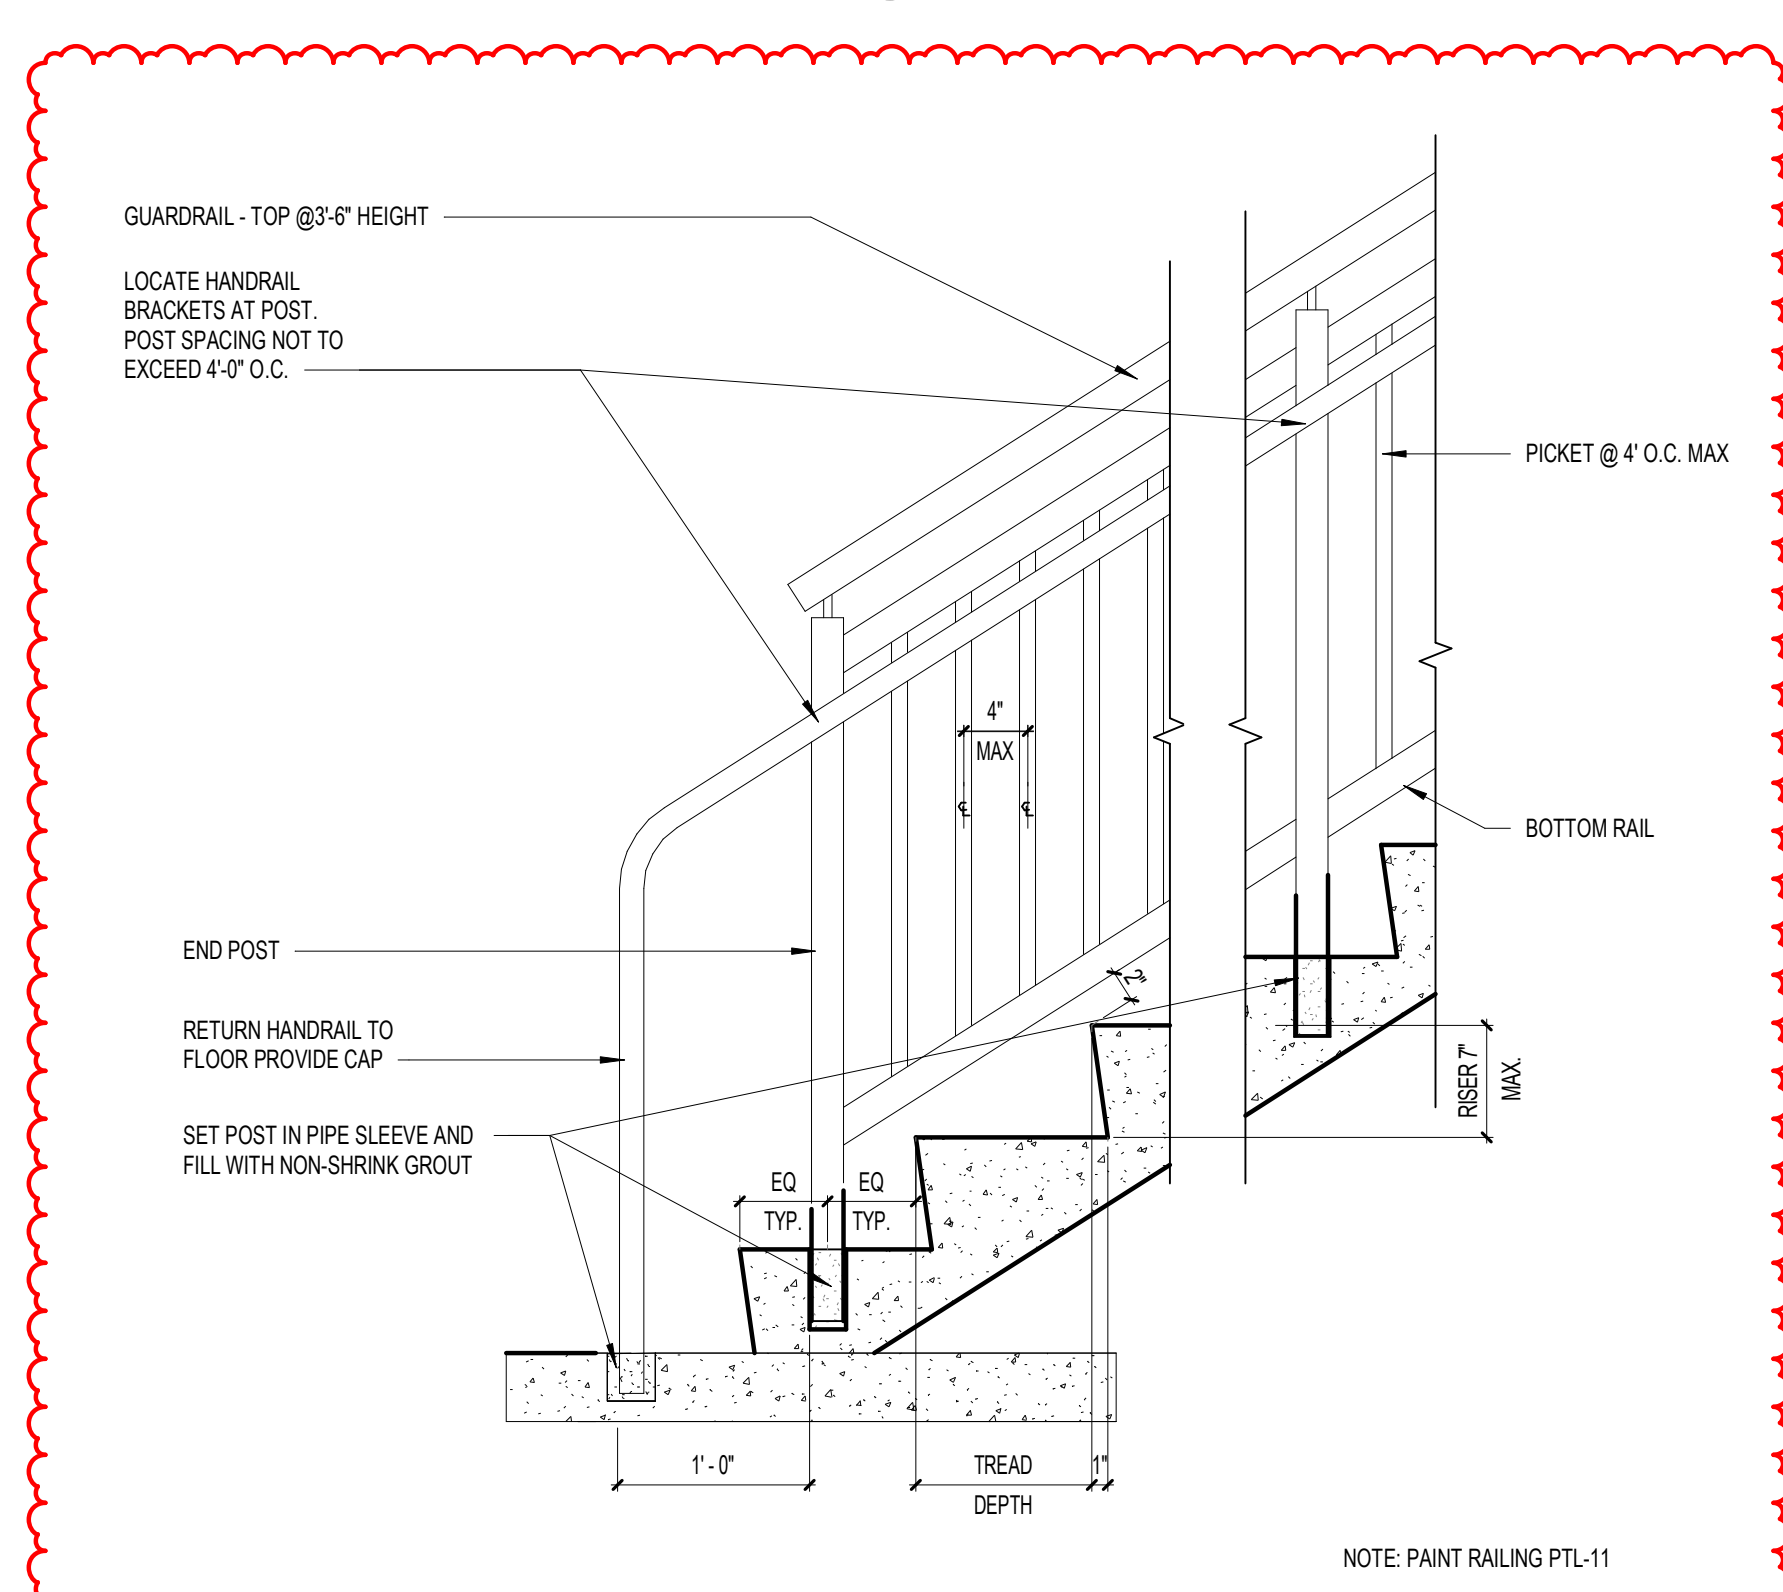 GUARDRAIL - TOP @3'-6" HEIGHT
LOCATE HANDRAIL
BRACKETS AT POST.
POST SPACING NOT TO
EXCEED 4'-0" O.C.
PICKET @ 4' O.C. MAX
4"
MAX
℄
℄
BOTTOM RAIL
END POST
2"
RETURN HANDRAIL TO
FLOOR PROVIDE CAP
RISER 7"
MAX.
SET POST IN PIPE SLEEVE AND
FILL WITH NON-SHRINK GROUT
EQ
TYP.
EQ
TYP.
1' - 0"
TREAD
DEPTH
1"
NOTE: PAINT RAILING PTL-11